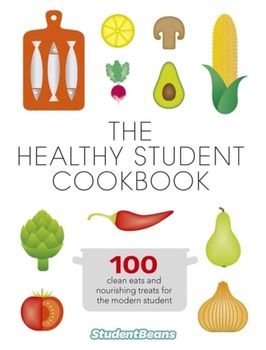 THE
HEALTHY STUDENT
COOKBOOK
100
clean eats and
nourishing treats for
the modern student
StudentBeans